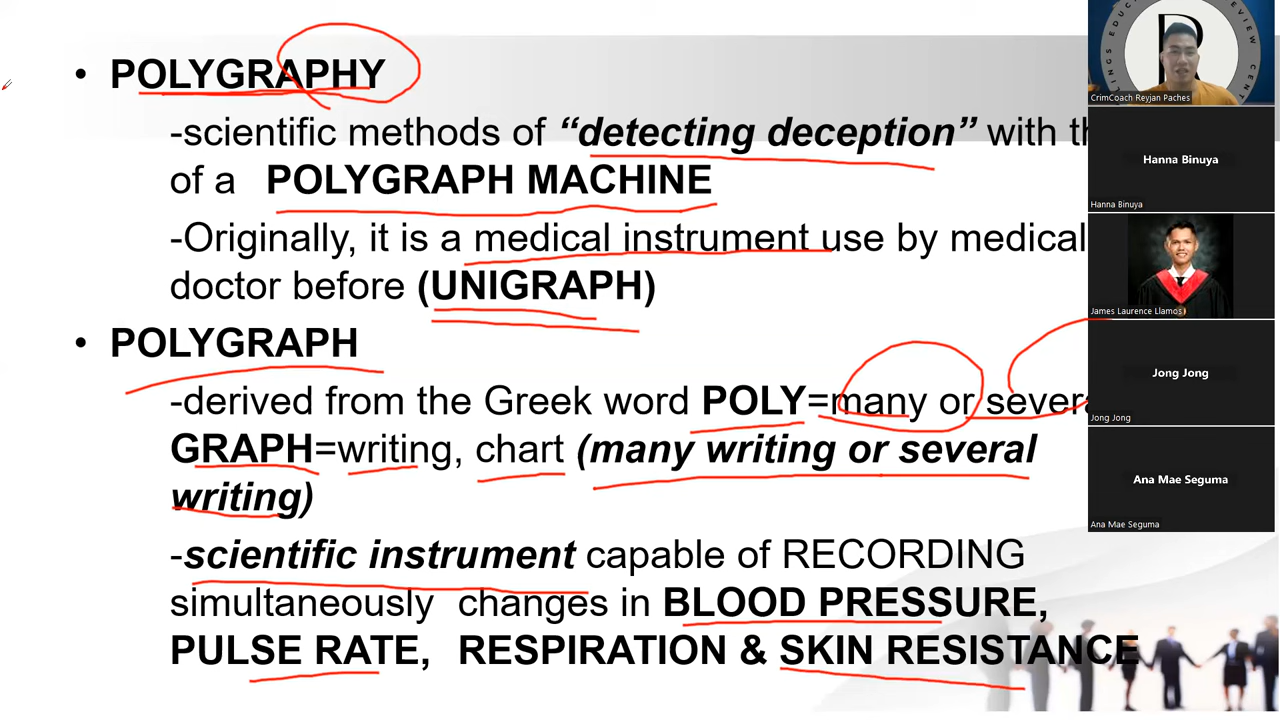 • POLYGRAPHY
-scientific methods of “detecting deception” with
of a POLYGRAPH MACHINE
-Originally, it is a medical instrument use by medical
doctor before (UNIGRAPH)
• POLYGRAPH
-derived from the Greek word POLY=many or
GRAPH=writing, chart (many writing or several
writing)
-scientific instrument capable of RECORDING
simultaneously changes in BLOOD PRESSURE,
PULSE RATE, RESPIRATION & SKIN RESISTANCE
CrimCoach Reyjan Paches
Hanna Binuya
Hanna Binuya
James Laurence Llamos
Jong Jong
Jong Jong
Ana Mae Seguma
Ana Mae Seguma